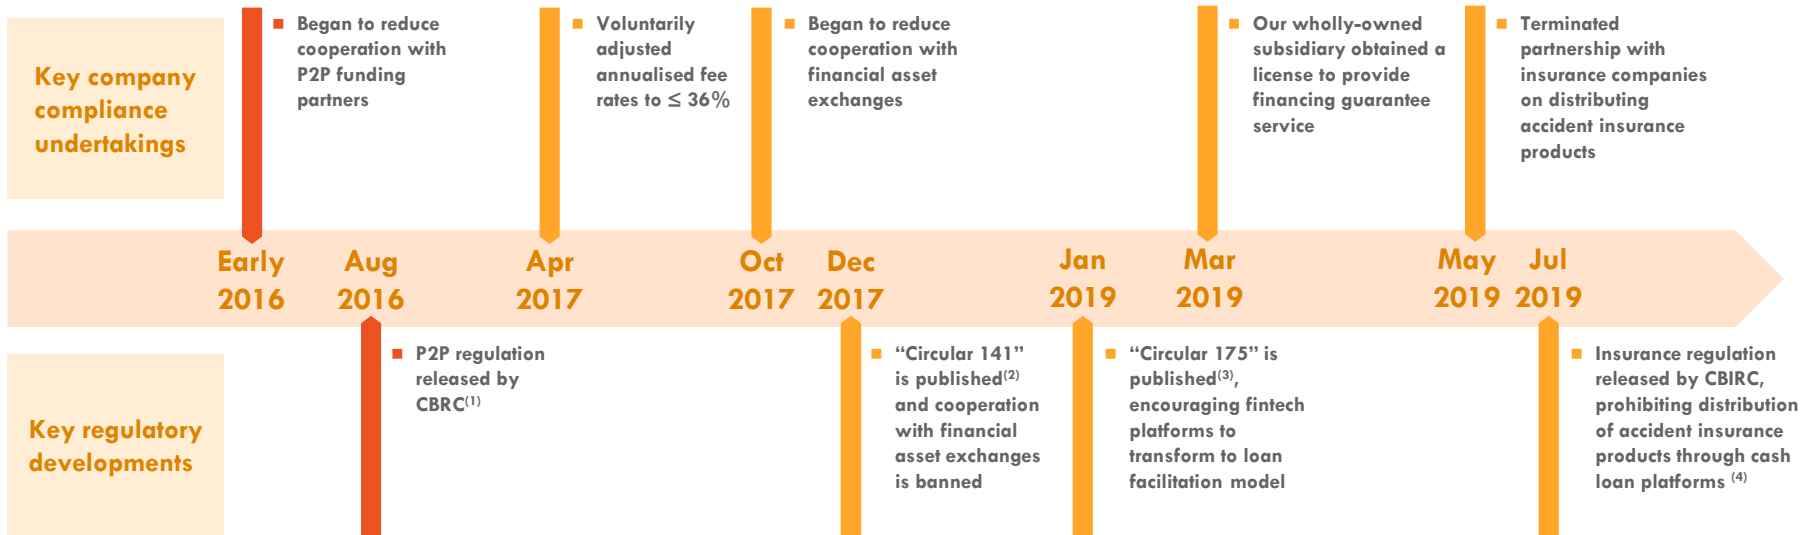 Key company
compliance
undertakings
■ Began to reduce
cooperation with
P2P funding
partners
■ Voluntarily
adjusted
annualised fee
rates to ≤ 36%
■ Began to reduce
cooperation with
financial asset
exchanges
■ Our wholly-owned
subsidiary obtained a
license to provide
financing guarantee
service
■ Terminated
partnership with
insurance companies
on distributing
accident insurance
products
Early
2016
Aug
2016
Apr
2017
Oct
2017
Dec
2017
Jan
2019
Mar
2019
May
2019
Jul
2019
Key regulatory
developments
■ P2P regulation
released by
CBRC(1)
■ “Circular 141”
is published(2)
and cooperation
with financial
asset exchanges
is banned
■ “Circular 175” is
published(3),
encouraging fintech
platforms to
transform to loan
facilitation model
■ Insurance regulation
released by CBIRC,
prohibiting distribution
of accident insurance
products through cash
loan platforms (4)